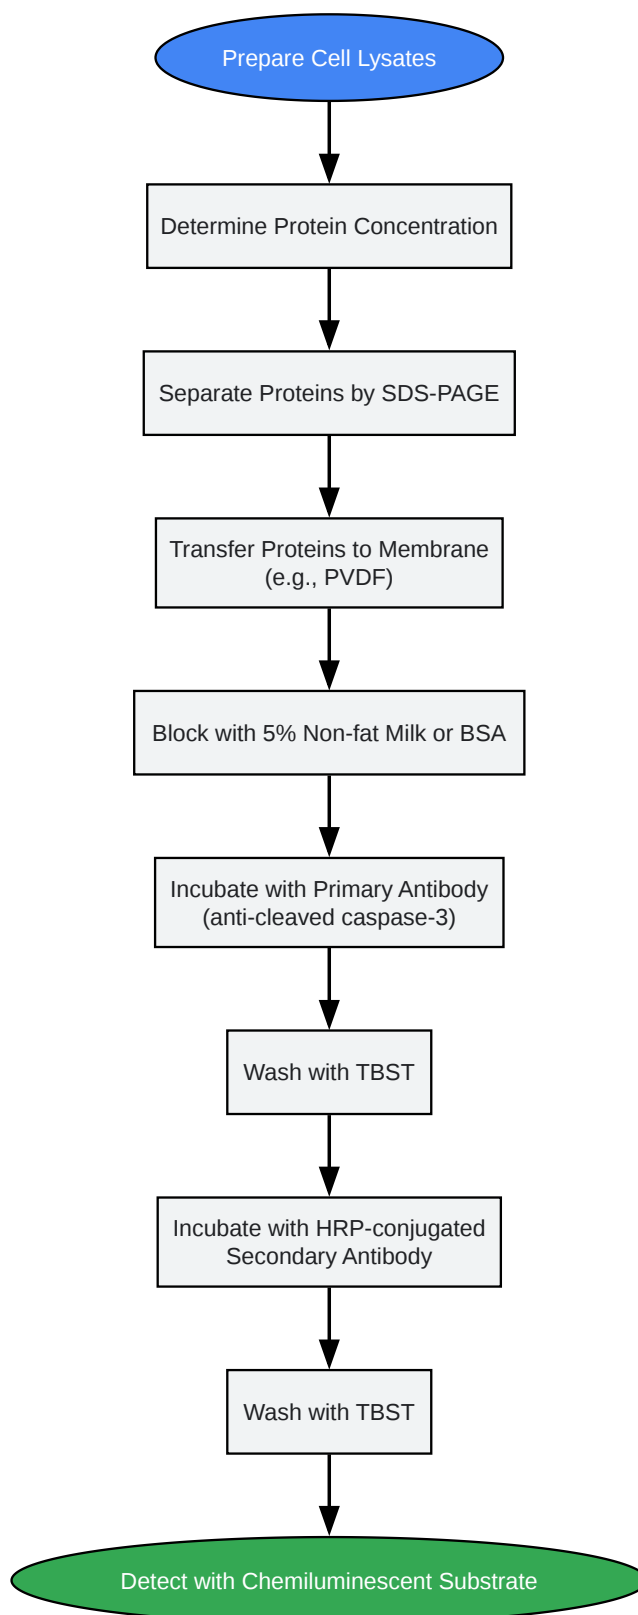 Prepare Cell Lysates
Determine Protein Concentration
Separate Proteins by SDS-PAGE
Transfer Proteins to Membrane
(e.g., PVDF)
Block with 5% Non-fat Milk or BSA
Incubate with Primary Antibody
(anti-cleaved caspase-3)
Wash with TBST
Incubate with HRP-conjugated
Secondary Antibody
Wash with TBST
Detect with Chemiluminescent Substrate